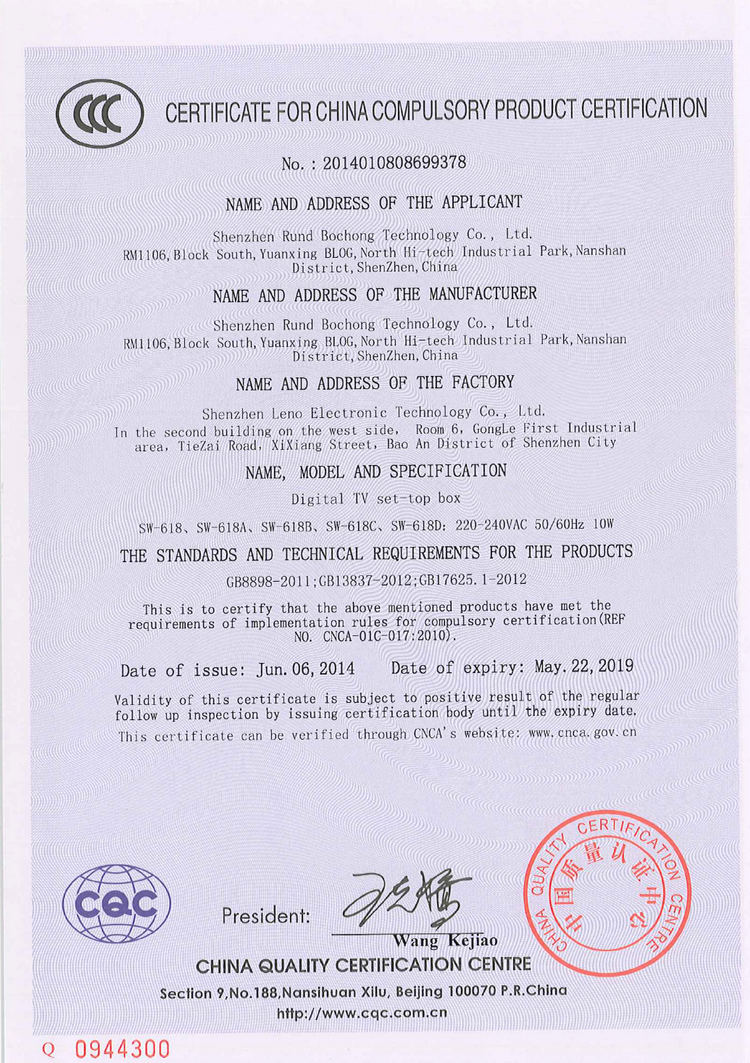 CCC
CERTIFICATE FOR CHINA COMPULSORY PRODUCT CERTIFICATION
No. : 2014010808699378
NAME AND ADDRESS OF THE APPLICANT
Shenzhen Rund Bochong Technology Co., Ltd.
RM1106, Block South, Yuanxing BLOG, North Hi-tech Industrial Park, Nanshan
District, ShenZhen, China
NAME AND ADDRESS OF THE MANUFACTURER
Shenzhen Rund Bochong Technology Co., Ltd.
RM1106, Block South, Yuanxing BLOG, North Hi-tech Industrial Park, Nanshan
District, ShenZhen, China
NAME AND ADDRESS OF THE FACTORY
Shenzhen Leno Electronic Technology Co., Ltd.
In the second building on the west side, Room 6, GongLe First Industrial
area, TieZai Road, XiXiang Street, Bao An District of Shenzhen City
NAME, MODEL AND SPECIFICATION
Digital TV set-top box
SW-618、SW-618A、SW-618B、SW-618C、SW-618D: 220-240VAC 50/60Hz 10W
THE STANDARDS AND TECHNICAL REQUIREMENTS FOR THE PRODUCTS
GB8898-2011;GB13837-2012;GB17625.1-2012
This is to certify that the above mentioned products have met the
requirements of implementation rules for compulsory certification(REF
NO. CNCA-01C-017:2010).
Date of issue: Jun. 06, 2014 Date of expiry: May. 22, 2019
Validity of this certificate is subject to positive result of the regular
follow up inspection by issuing certification body until the expiry date.
This certificate can be verified through CNCA's website: www.cnca.gov.cn
CHINA QUALITY CERTIFICATION CENTRE
中国质量认证中心
CQC
President:
王克娇
Wang Kejiao
CHINA QUALITY CERTIFICATION CENTRE
Section 9,No.188,Nansihuan Xilu, Beijing 100070 P.R.China
http://www.cqc.com.cn
Q 0944300